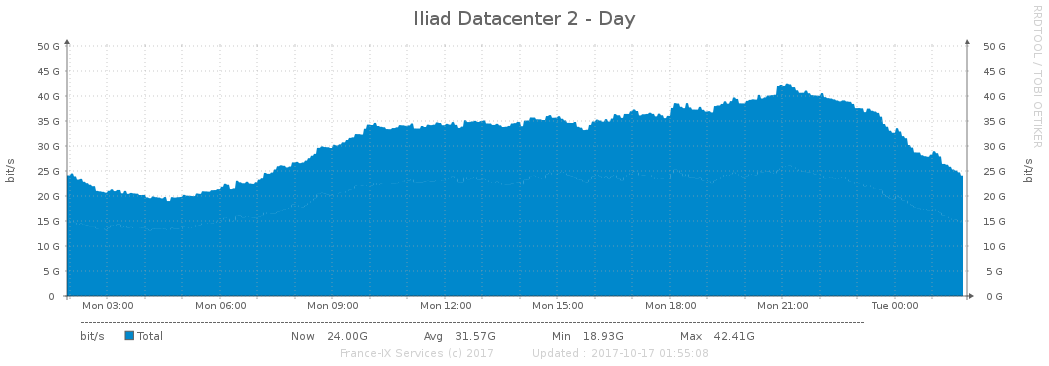 Iliad Datacenter 2 - Day
RRDTOOL / TOBI OETIKER
50 G 50 G
45 G 45 G
40 G 40 G
35 G 35 G
30 G 30 G
25 G 25 G
20 G 20 G
15 G 15 G
10 G 10 G
5 G 5 G
0 0 G
bit/s bit/s
Mon 03:00 Mon 06:00 Mon 09:00 Mon 12:00 Mon 15:00 Mon 18:00 Mon 21:00 Tue 00:00
bit/s Total Now 24.00G Avg 31.57G Min 18.93G Max 42.41G
France-IX Services (c) 2017 Updated : 2017-10-17 01:55:08